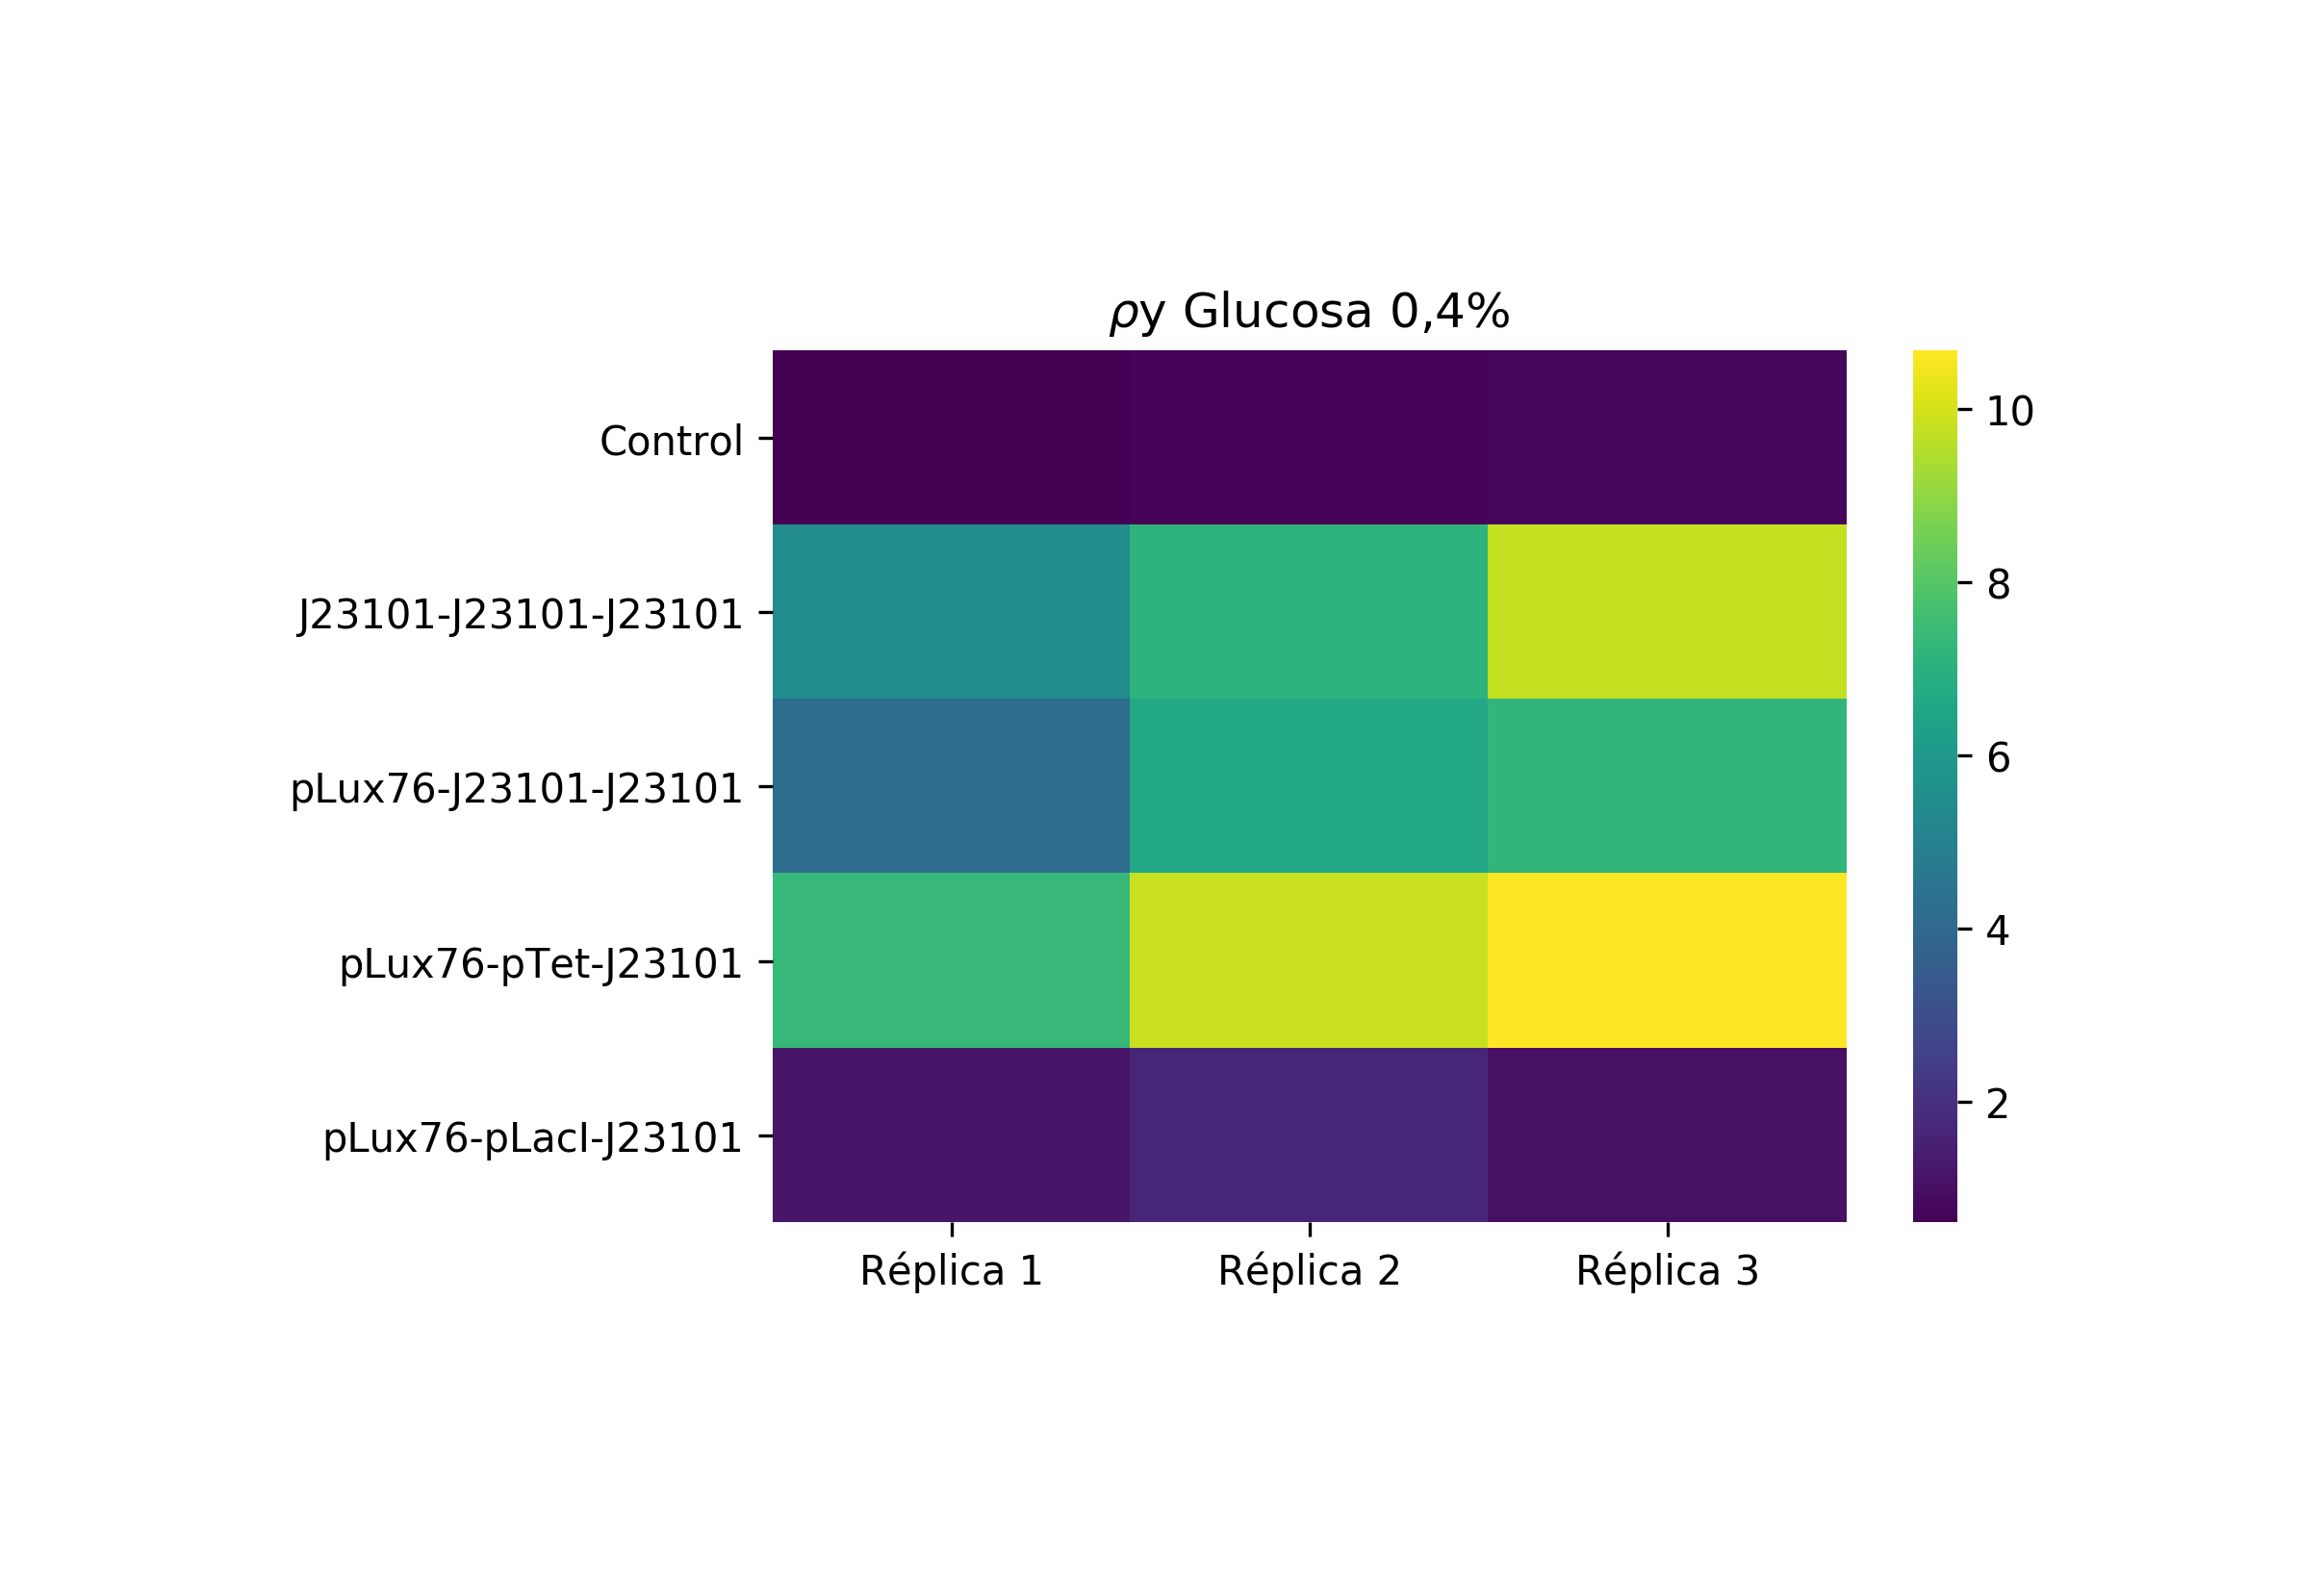 ρy Glucosa 0,4%
Control
J23101-J23101-J23101
pLux76-J23101-J23101
pLux76-pTet-J23101
pLux76-pLacI-J23101
Réplica 1 Réplica 2 Réplica 3
10
8
6
4
2